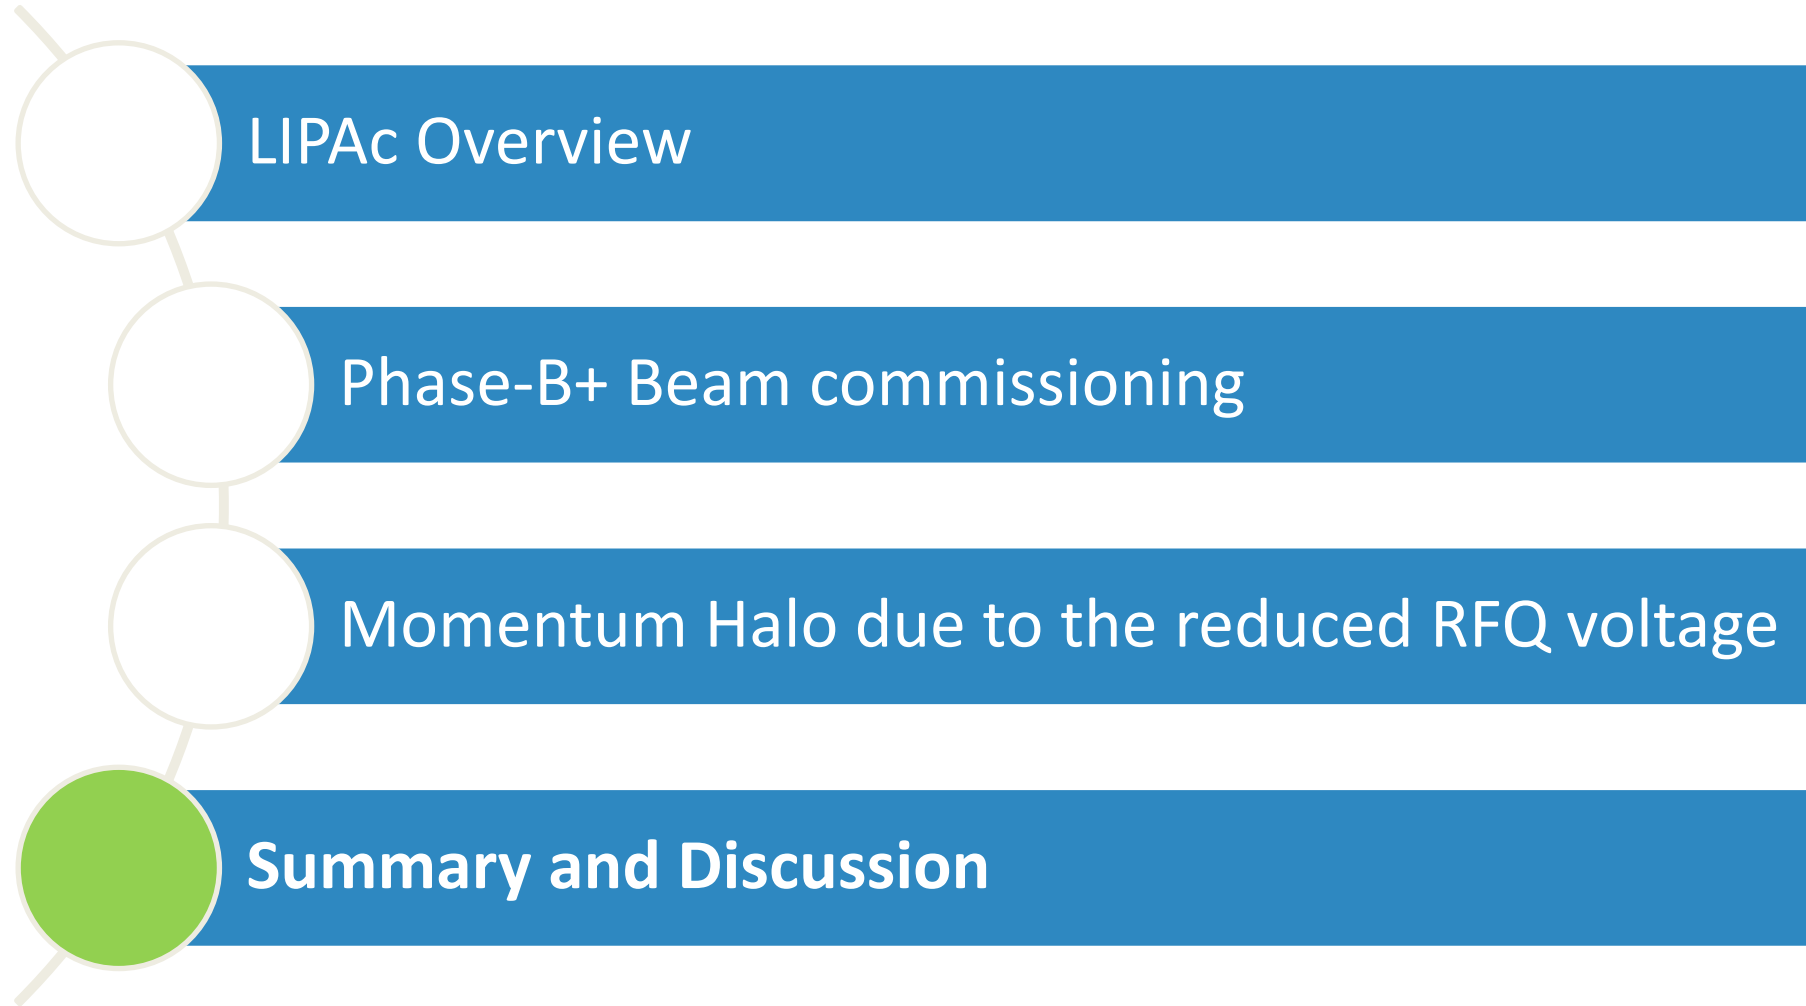 LIPAc Overview
Phase-B+ Beam commissioning
Momentum Halo due to the reduced RFQ voltage
Summary and Discussion